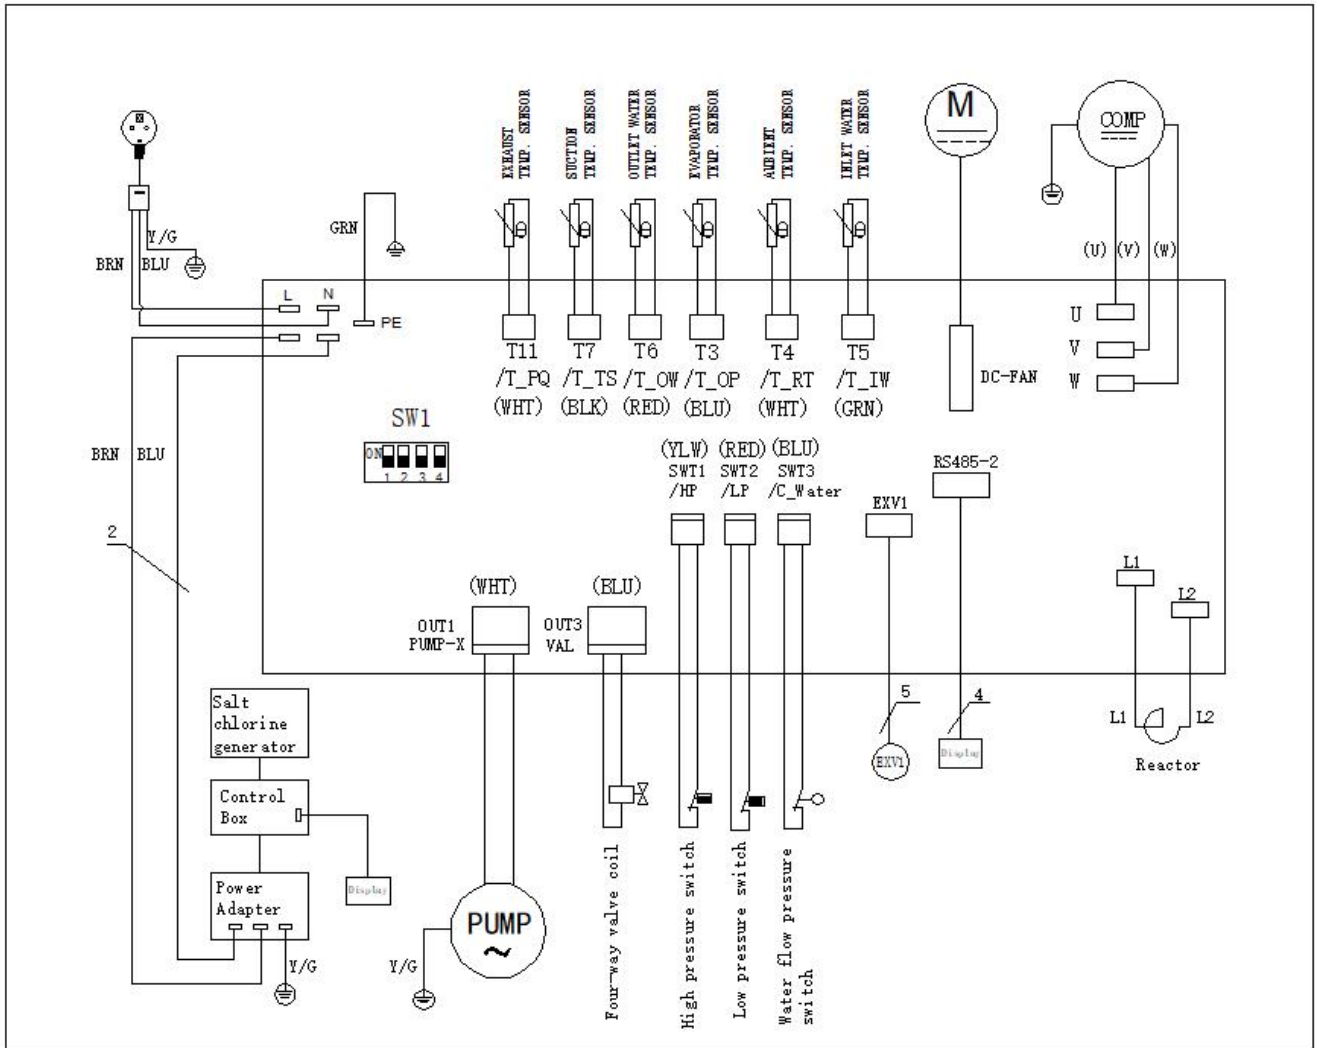 EXHAUST
TEMP. SENSOR
SUCTION
TEMP. SENSOR
OUTLET WATER
TEMP. SENSOR
EVAPORATOR
TEMP. SENSOR
AMBIENT
TEMP. SENSOR
INLET WATER
TEMP. SENSOR
M
COMP
Y/G
BRN
BLU
GRN
(U)
(V)
(W)
L
N
PE
U
V
W
T11
/T_PQ
(WHT)
T7
/T_TS
(BLK)
T6
/T_OW
(RED)
T3
/T_OP
(BLU)
T4
/T_RT
(WHT)
T5
/T_IW
(GRN)
DC-FAN
SW1
ON
1 2 3 4
BRN
BLU
(YLW)
SWT1
/HP
(RED)
SWT2
/LP
(BLU)
SWT3
/C_Water
RS485-2
EXV1
2
L1
L2
(WHT)
OUT1
PUMP-X
(BLU)
OUT3
VAL
5
4
L1
L2
Reactor
EXV1
Display
Salt
chlorine
generator
Control
Box
Display
Power
Adapter
Y/G
Y/G
PUMP
~
Four-way valve coil
High pressure switch
Low pressure switch
Water flow pressure
switch